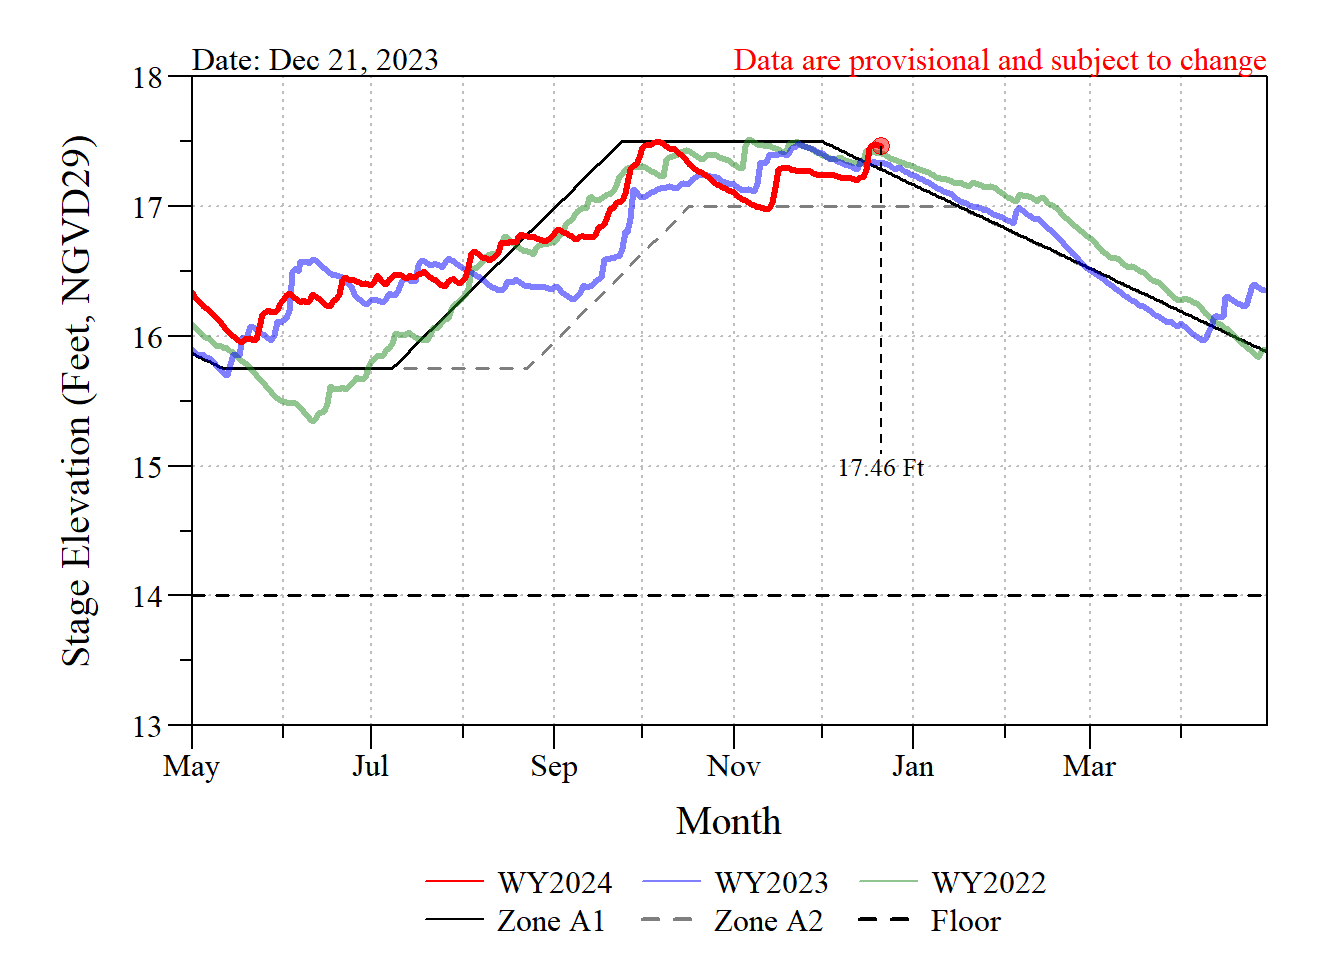 Date: Dec 21, 2023
Data are provisional and subject to change
Stage Elevation (Feet, NGVD29)
18
17
16
15
14
13
17.46 Ft
May
Jul
Sep
Nov
Jan
Mar
Month
WY2024
WY2023
WY2022
Zone A1
Zone A2
Floor